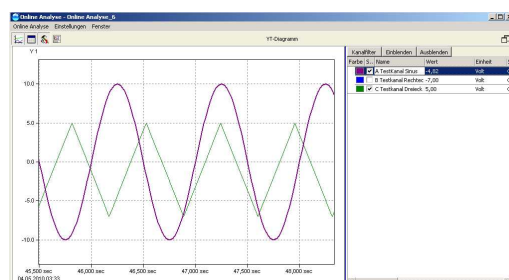 Online Analyse - Online Analyse_6
Online Analyse Einstellungen Fenster
YT-Diagramm
Y 1
10.0
5.0
0.0
-5.0
-10.0
45,500 sec 46,000 sec 46,500 sec 47,000 sec 47,500 sec 48,000 sec
04.05.2010 03:33
Kanalfilter Einblenden Ausblenden
Farbe S... Name Wert Einheit
A TestKanal Sinus -4,82 Volt
B Testkanal Rechtec -7,00 Volt
C Testkanal Dreieck 5,00 Volt